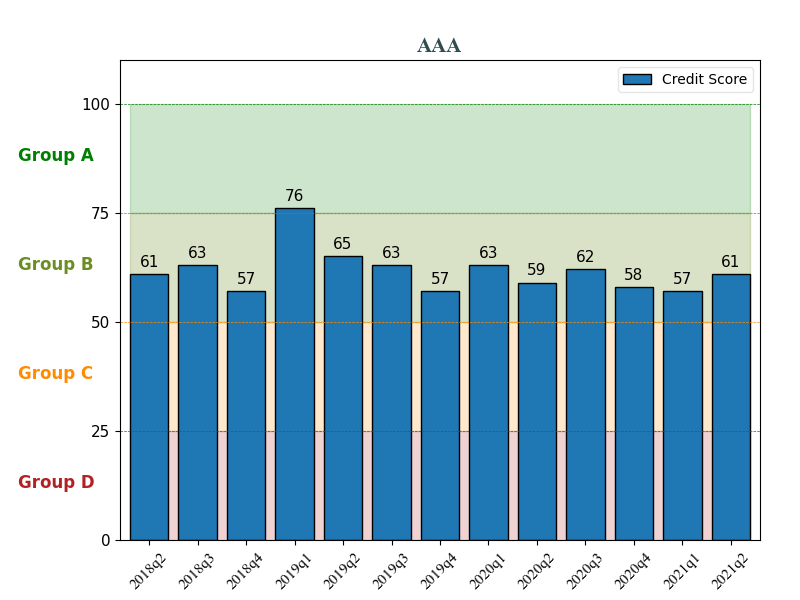 AAA
Credit Score
100
75
50
25
0
Group A
Group B
Group C
Group D
61
63
57
76
65
63
57
63
59
62
58
57
61
2018q2
2018q3
2018q4
2019q1
2019q2
2019q3
2019q4
2020q1
2020q2
2020q3
2020q4
2021q1
2021q2